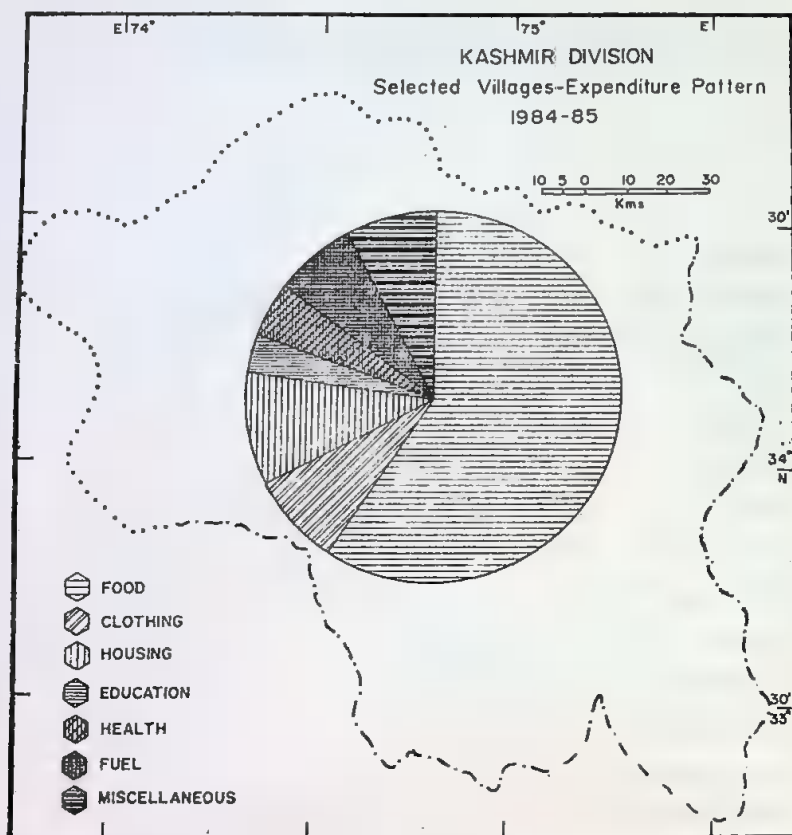 E 74° 75° E
KASHMIR DIVISION
Selected Villages-Expenditure Pattern
1984-85
10 5 0 10 20 30
Kms
30'
34°
N
FOOD
CLOTHING
HOUSING
EDUCATION
HEALTH
FUEL
MISCELLANEOUS
30'
33°